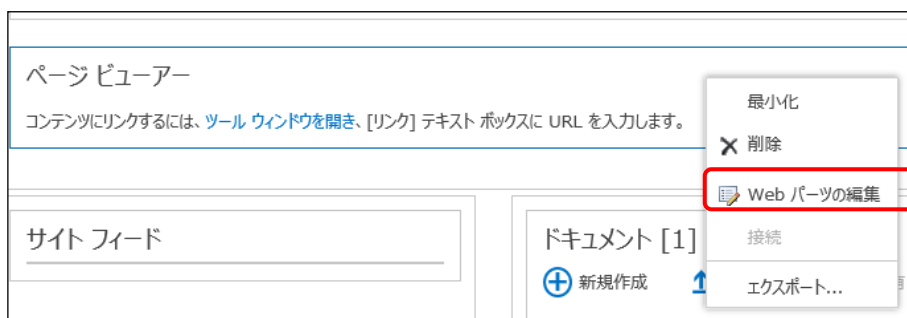 ページ ビューアー
コンテンツにリンクするには、ツール ウィンドウを開き、[リンク] テキスト ボックスに URL を入力します。
最小化
削除
Web パーツの編集
接続
エクスポート...
サイト フィード
ドキュメント [1]
新規作成